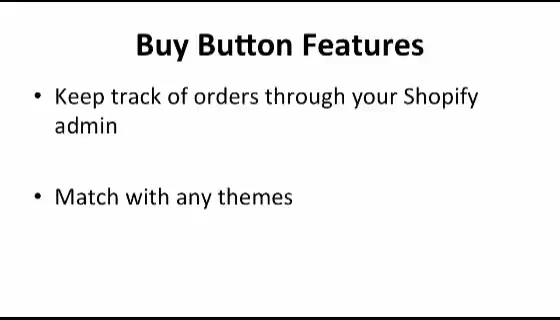 Buy Button Features
• Keep track of orders through your Shopify
admin
• Match with any themes